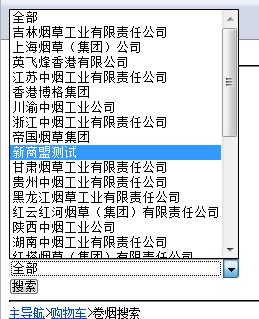 全部
吉林烟草工业有限责任公司
上海烟草（集团）公司
英飞烽香港有限公司
江苏中烟工业有限责任公司
香港博格集团
川渝中烟工业公司
浙江中烟工业有限责任公司
帝国烟草集团
新商盟测试
甘肃烟草工业有限责任公司
贵州中烟工业有限责任公司
黑龙江烟草工业有限责任公司
红云红河烟草（集团）有限责任公司
陕西中烟工业公司
湖南中烟工业有限责任公司
红塔烟草（集团）有限责任公司
全部
搜索
主导航>购物车>卷烟搜索